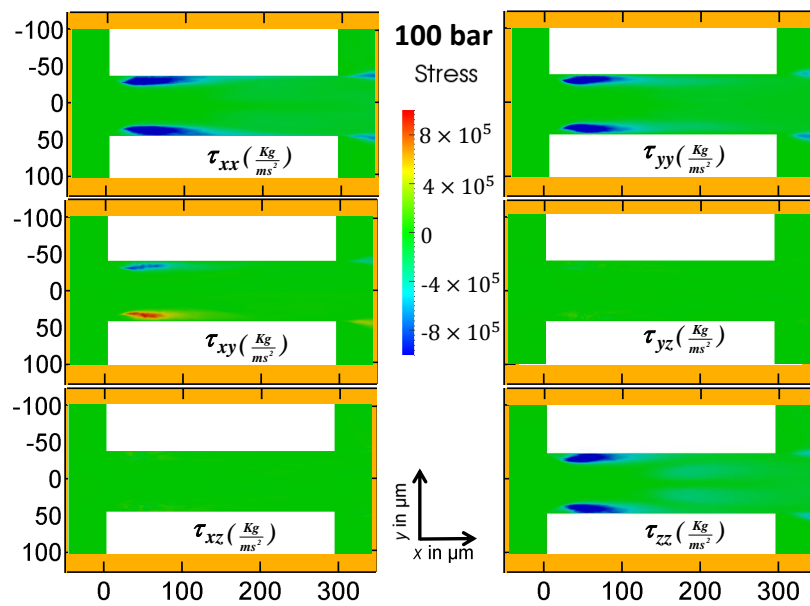 100 bar
Stress
8 × 10⁵
4 × 10⁵
0
-4 × 10⁵
-8 × 10⁵
-100
-50
0
50
100
τxx(Kg/ms²)
τyy(Kg/ms²)
-100
-50
0
50
100
τxy(Kg/ms²)
τyz(Kg/ms²)
-100
-50
0
50
100
τxz(Kg/ms²)
y in µm
x in µm
τzz(Kg/ms²)
0 100 200 300
0 100 200 300